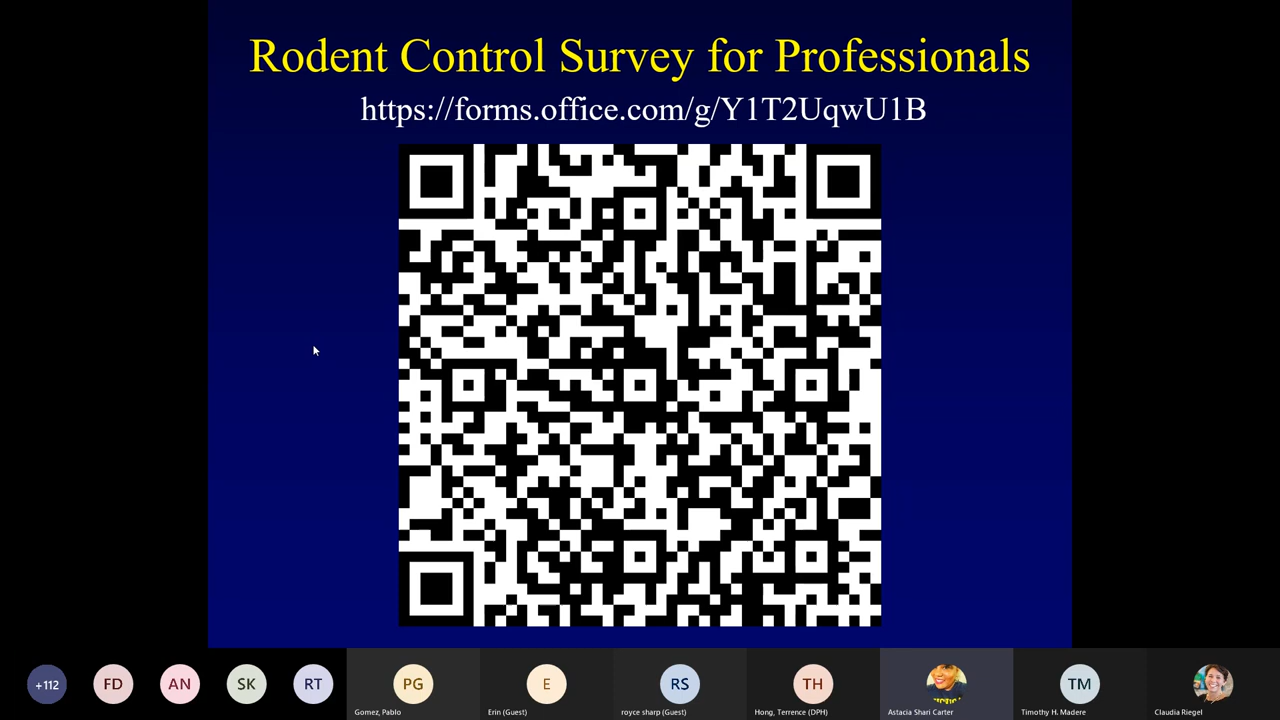 Rodent Control Survey for Professionals
https://forms.office.com/g/Y1T2UqwU1B
+112
FD
AN
SK
RT
PG
E
RS
TH
TM
Gomez, Pablo
Erin (Guest)
royce sharp (Guest)
Hong, Terrence (DPH)
Astacia Shari Carter
Timothy H. Madere
Claudia Riegel